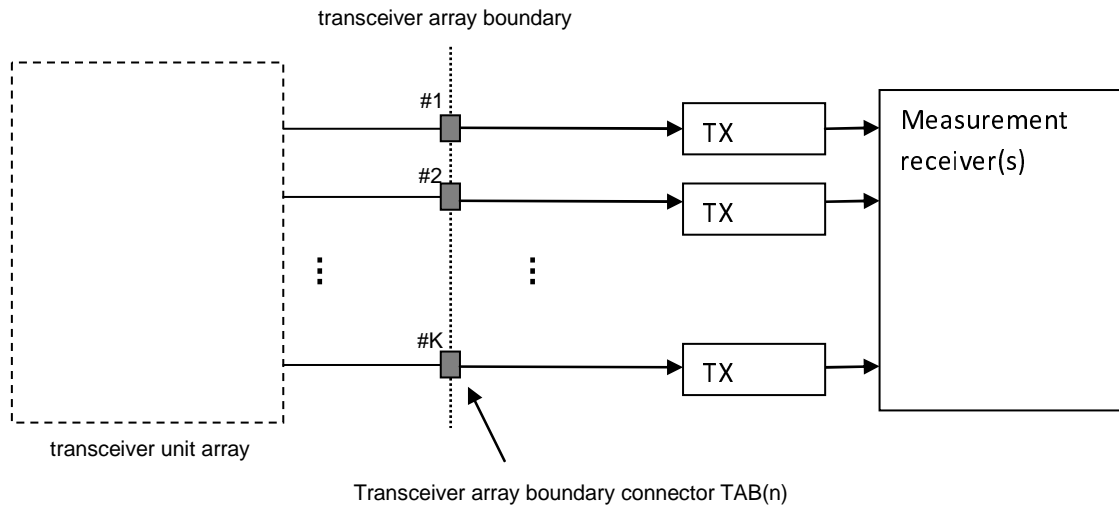 transceiver array boundary
#1
TX
Measurement
receiver(s)
#2
TX
#K
TX
transceiver unit array
Transceiver array boundary connector TAB(n)